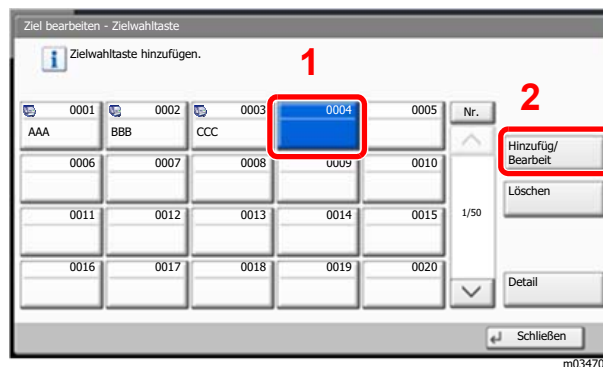 Ziel bearbeiten - Zielwahltaste
Zielwahltaste hinzufügen.
1
2
0001 0002 0003 0004 0005 Nr.
AAA BBB CCC
Hinzufüg/
Bearbeit
0006 0007 0008 0009 0010
Löschen
0011 0012 0013 0014 0015 1/50
0016 0017 0018 0019 0020
Detail
Schließen
m03470